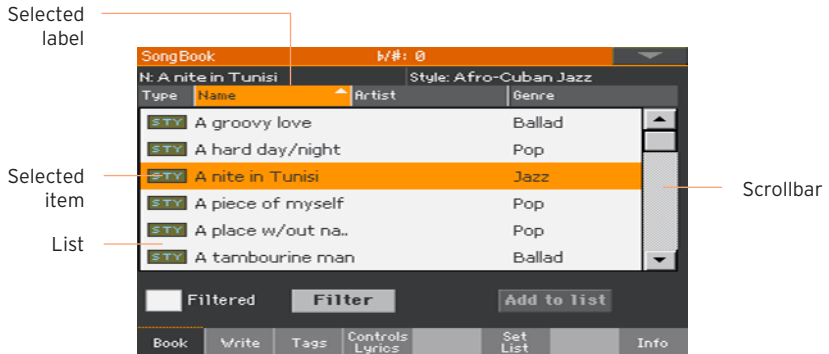 Selected
label
SongBook ♭/#: 0
N: A nite in Tunisi Style: Afro-Cuban Jazz
Type Name Artist Genre
STY A groovy love Ballad
STY A hard day/night Pop
Selected
item
STY A nite in Tunisi Jazz
Scrollbar
STY A piece of myself Pop
List
STY A place w/out na.. Pop
STY A tambourine man Ballad
Filtered Filter Add to list
Book Write Tags Controls
Lyrics Set
List Info